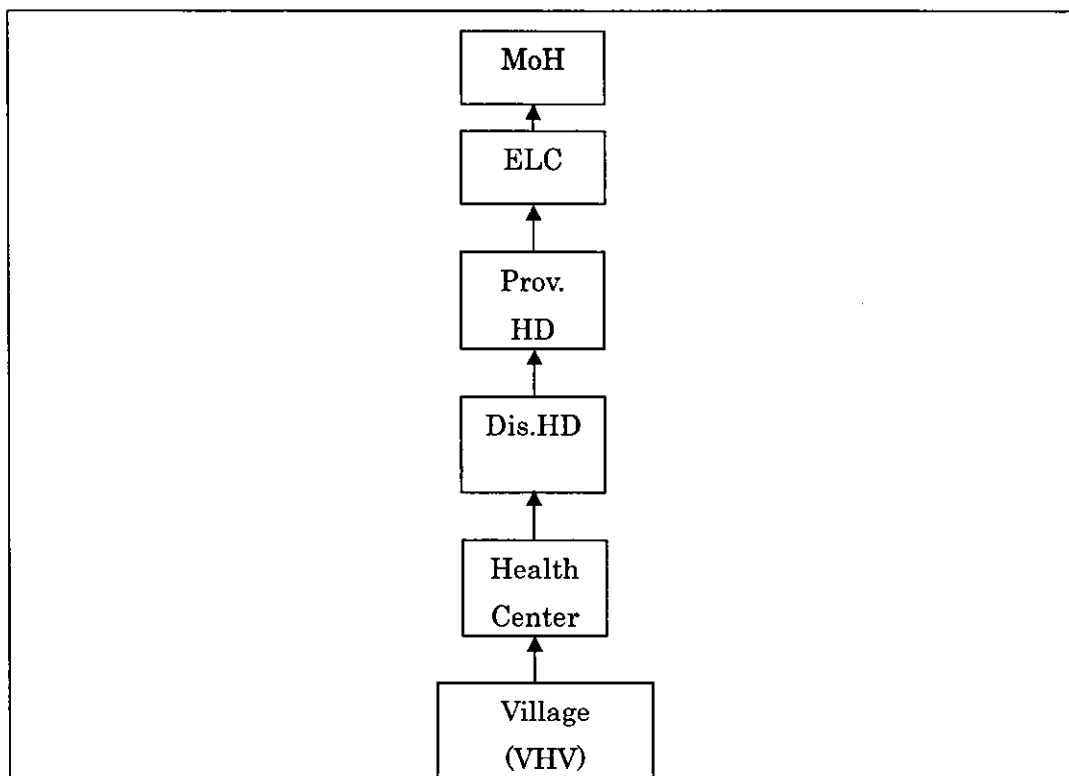 MoH
ELC
Prov.
HD
Dis.HD
Health
Center
Village
(VHV)